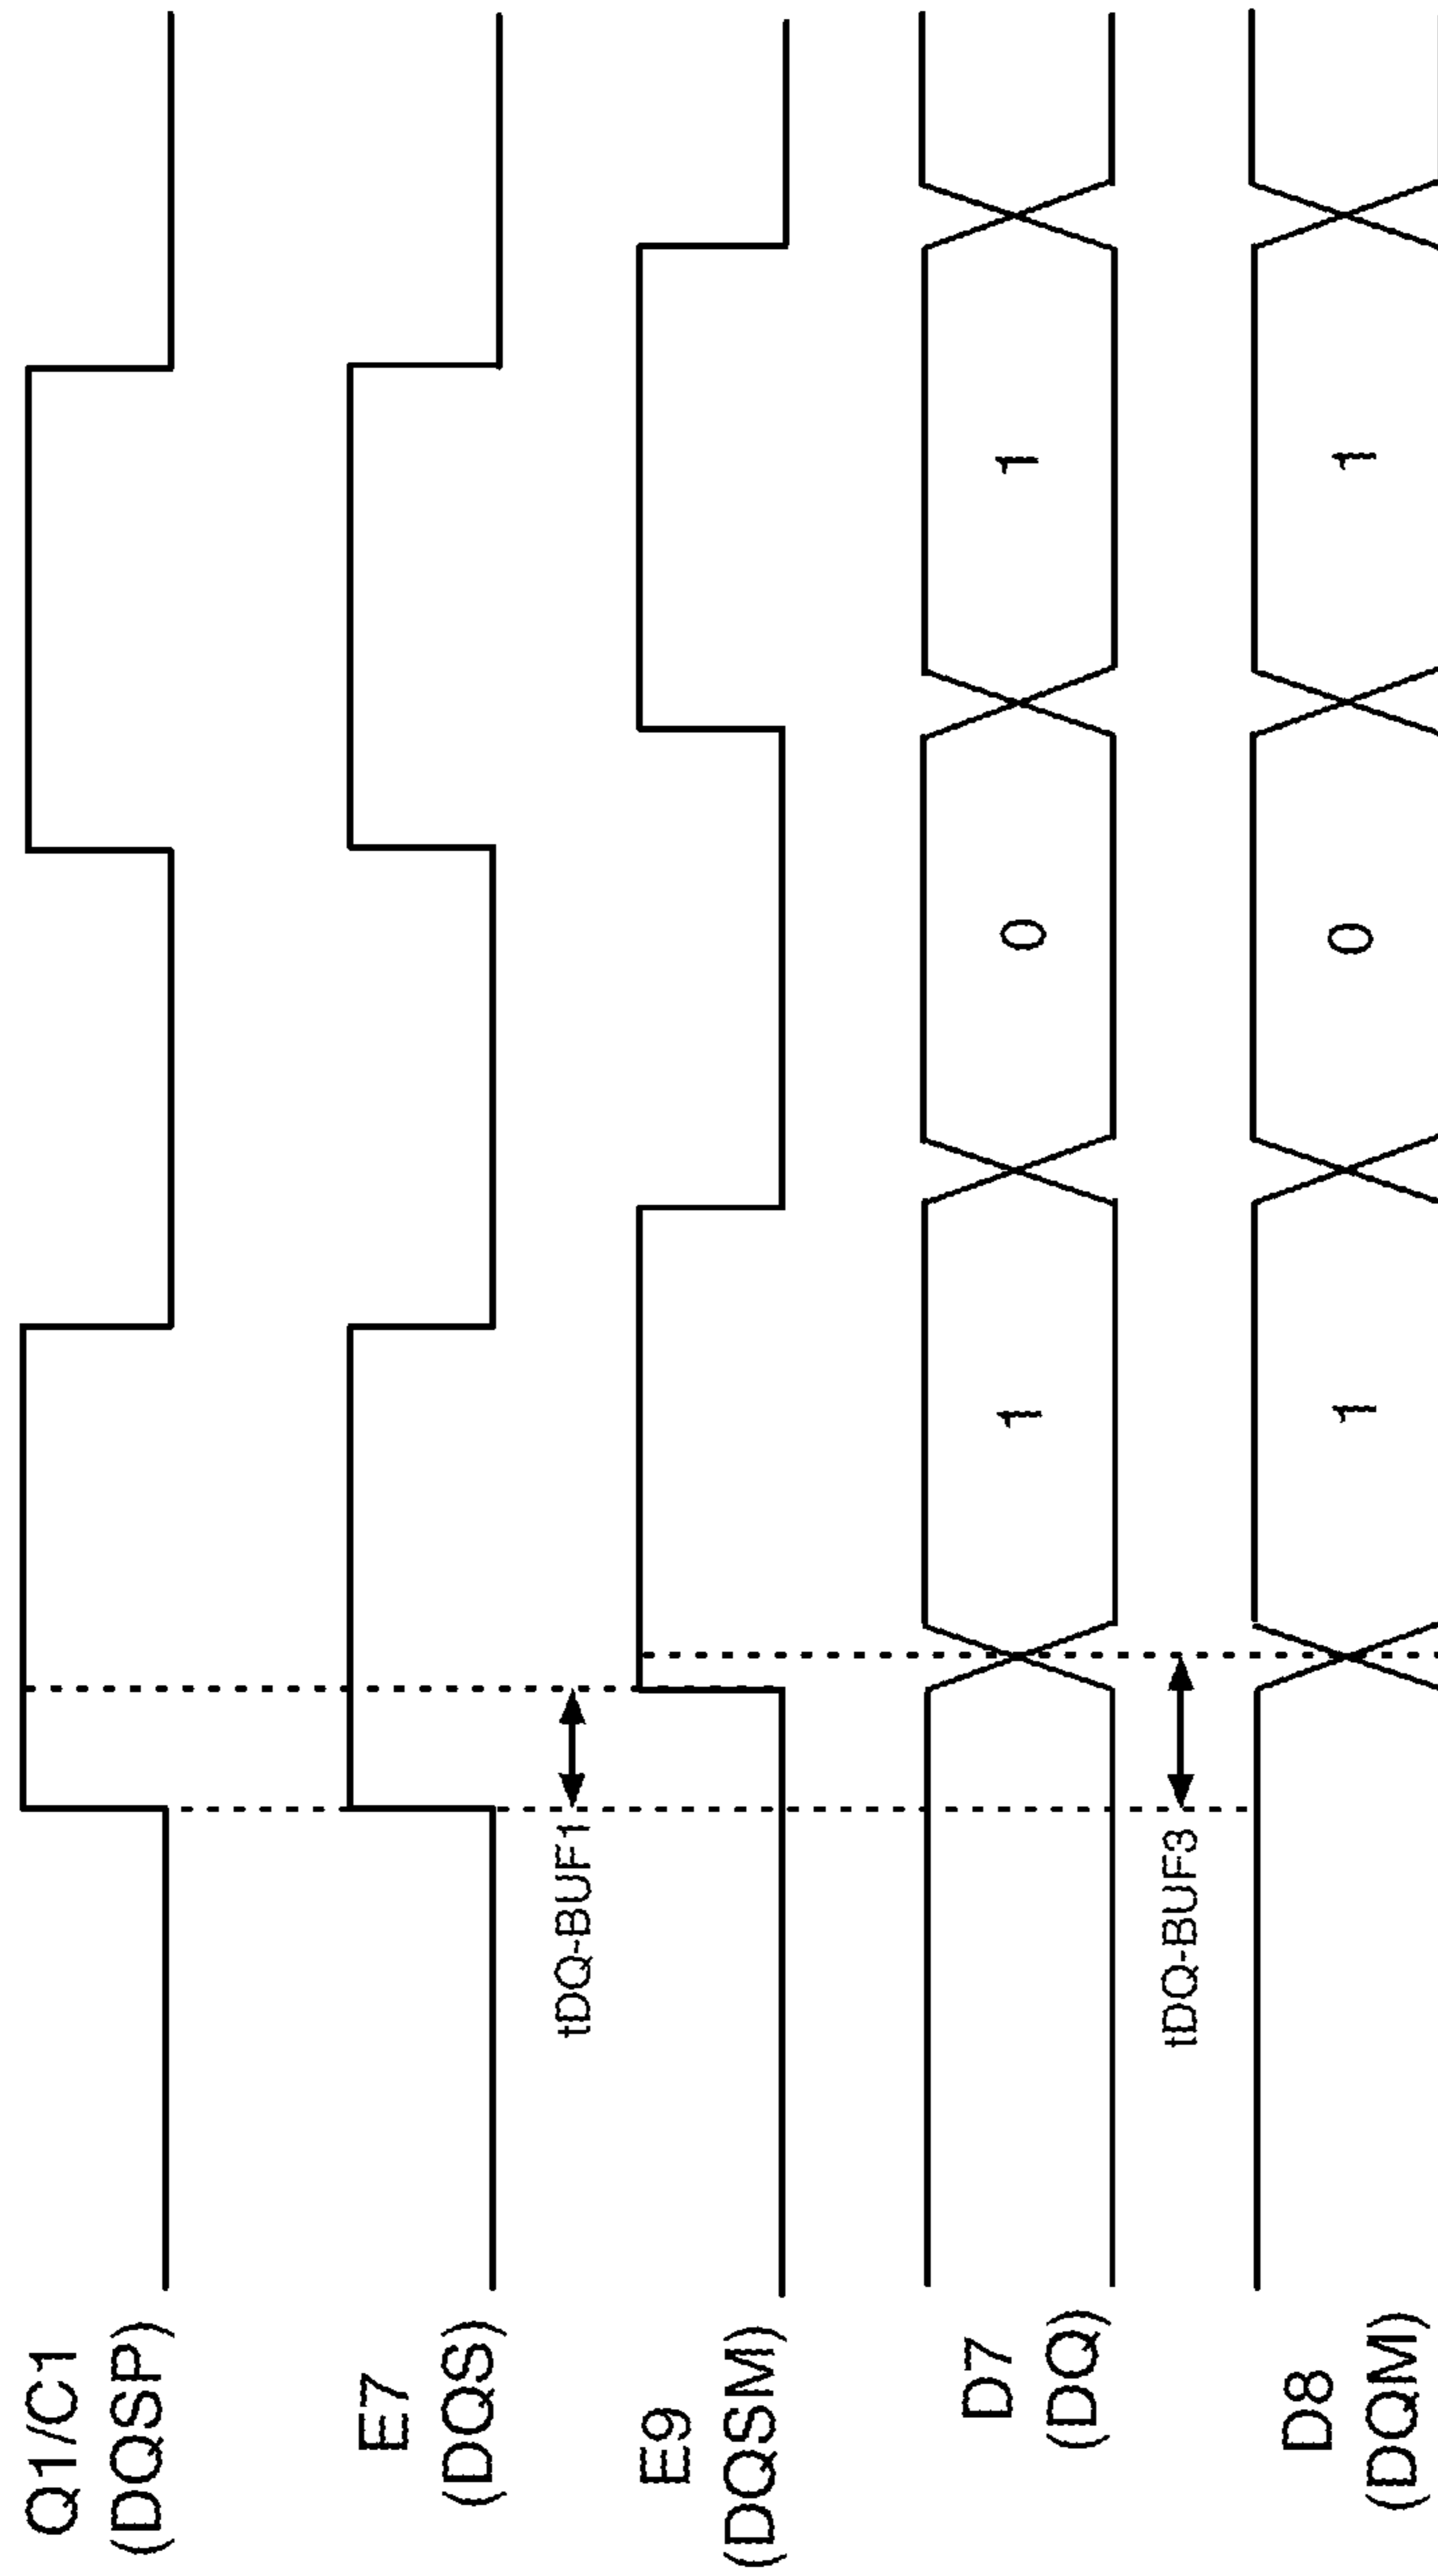 Q1/C1
(DQSP)
E7
(DQS)
tDQ-BUF1
E9
(DQSM)
D7
(DQ)
1
0
1
tDQ-BUF3
D8
(DQM)
1
0
1